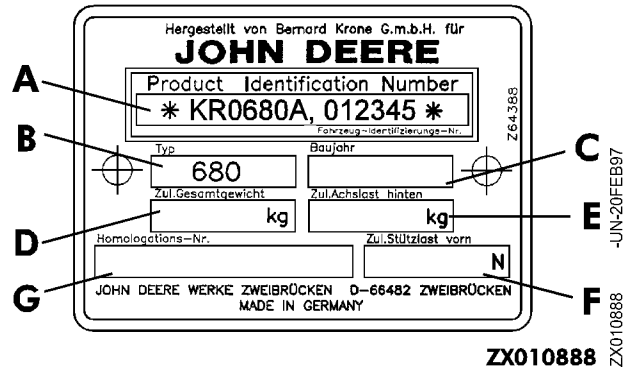 Hergestellt von Bernard Krone G.m.b.H. für
JOHN DEERE
Product Identification Number
A
* KR0680A, 012345 *
Fahrzeug-Identifizierungs-Nr.
Z64388
B
Typ
680
Baujahr
C
D
Zul.Gesamtgewicht
kg
Zul.Achslast hinten
kg
E
G
Homologations-Nr.
Zul.Stützlast vorn
N
F
JOHN DEERE WERKE ZWEIBRÜCKEN D-66482 ZWEIBRÜCKEN
MADE IN GERMANY
ZX010888
-UN-20FEB97
ZX010888